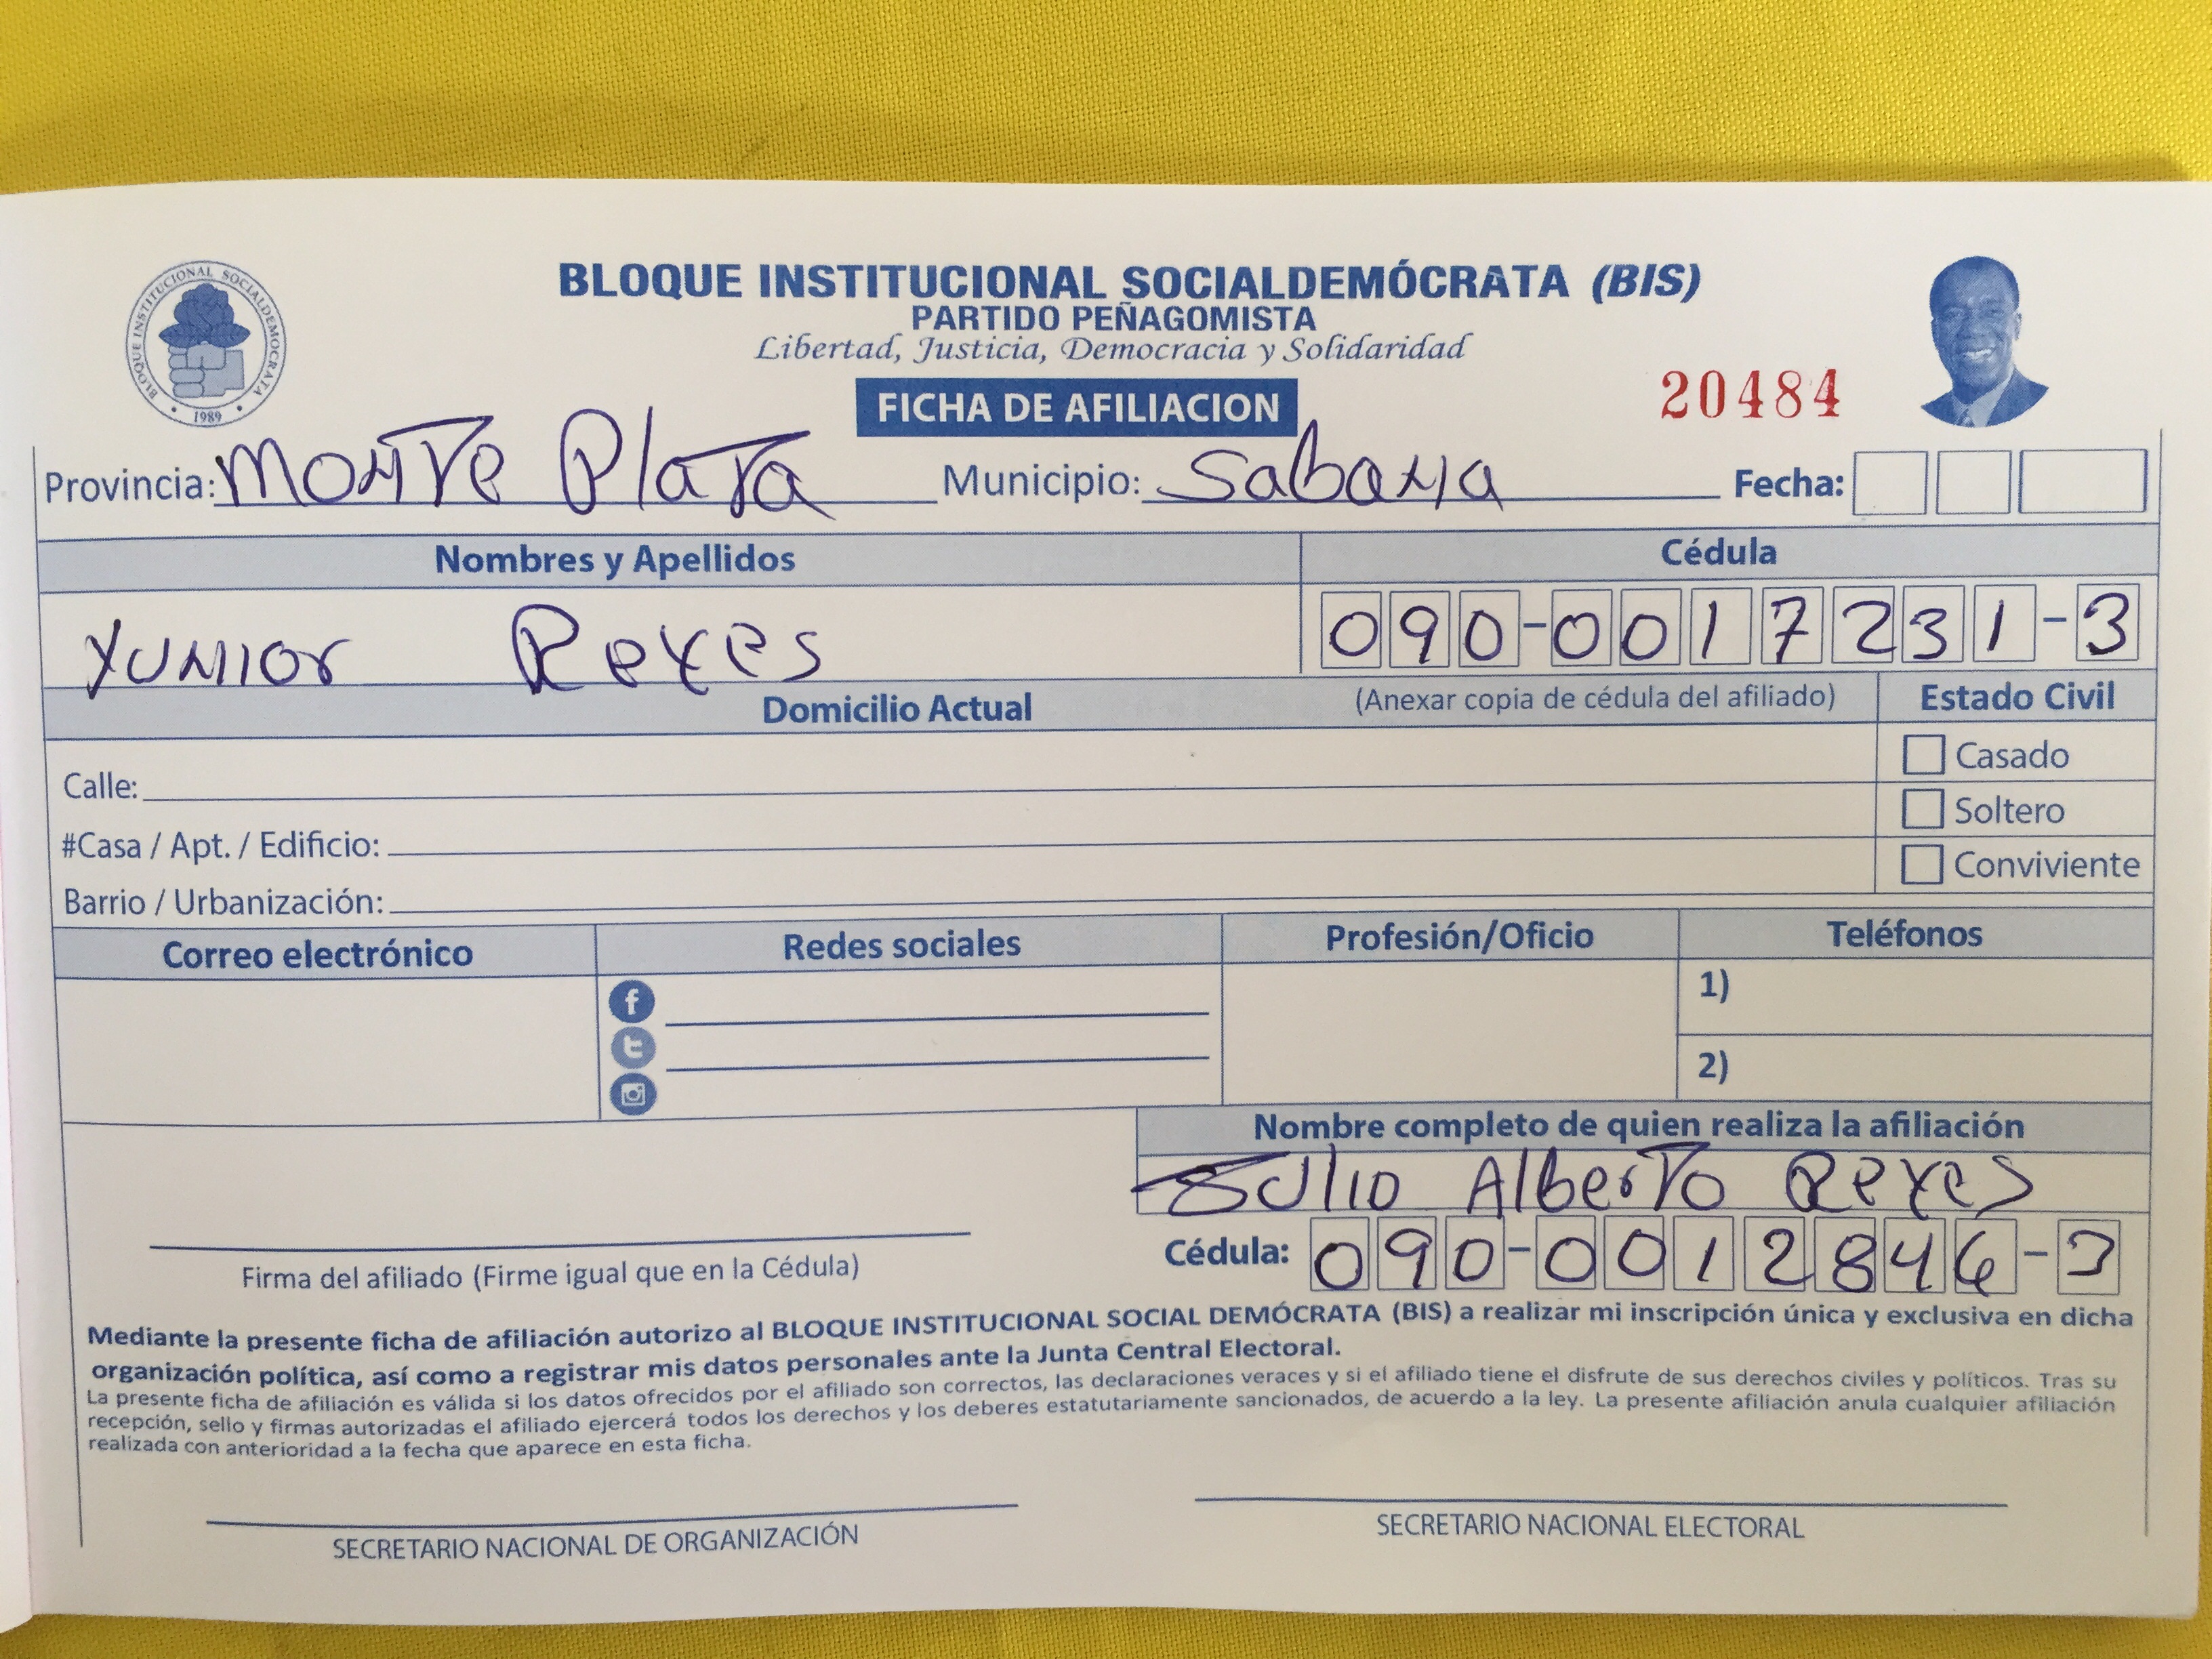 BLOQUE INSTITUCIONAL SOCIALDEMOCRATA
1989
BLOQUE INSTITUCIONAL SOCIALDEMÓCRATA (BIS)
PARTIDO PEÑAGOMISTA
Libertad, Justicia, Democracia y Solidaridad
FICHA DE AFILIACION
20484
Provincia: Monte Plata Municipio: Sabana Fecha:
Nombres y Apellidos Cédula
Yunior Reyes 090-0017231-3
Domicilio Actual (Anexar copia de cédula del afiliado) Estado Civil
Casado
Calle:
Soltero
#Casa / Apt. / Edificio:
Conviviente
Barrio / Urbanización:
Correo electrónico Redes sociales Profesión/Oficio Teléfonos
1)
2)
Nombre completo de quien realiza la afiliación
Julio Alberto Reyes
Cédula: 090-0012846-3
Firma del afiliado (Firme igual que en la Cédula)
Mediante la presente ficha de afiliación autorizo al BLOQUE INSTITUCIONAL SOCIAL DEMÓCRATA (BIS) a realizar mi inscripción única y exclusiva en dicha
organización política, así como a registrar mis datos personales ante la Junta Central Electoral.
La presente ficha de afiliación es válida si los datos ofrecidos por el afiliado son correctos, las declaraciones veraces y si el afiliado tiene el disfrute de sus derechos civiles y políticos. Tras su
recepción, sello y firmas autorizadas el afiliado ejercerá todos los derechos y los deberes estatutariamente sancionados, de acuerdo a la ley. La presente afiliación anula cualquier afiliación
realizada con anterioridad a la fecha que aparece en esta ficha.
SECRETARIO NACIONAL DE ORGANIZACIÓN SECRETARIO NACIONAL ELECTORAL